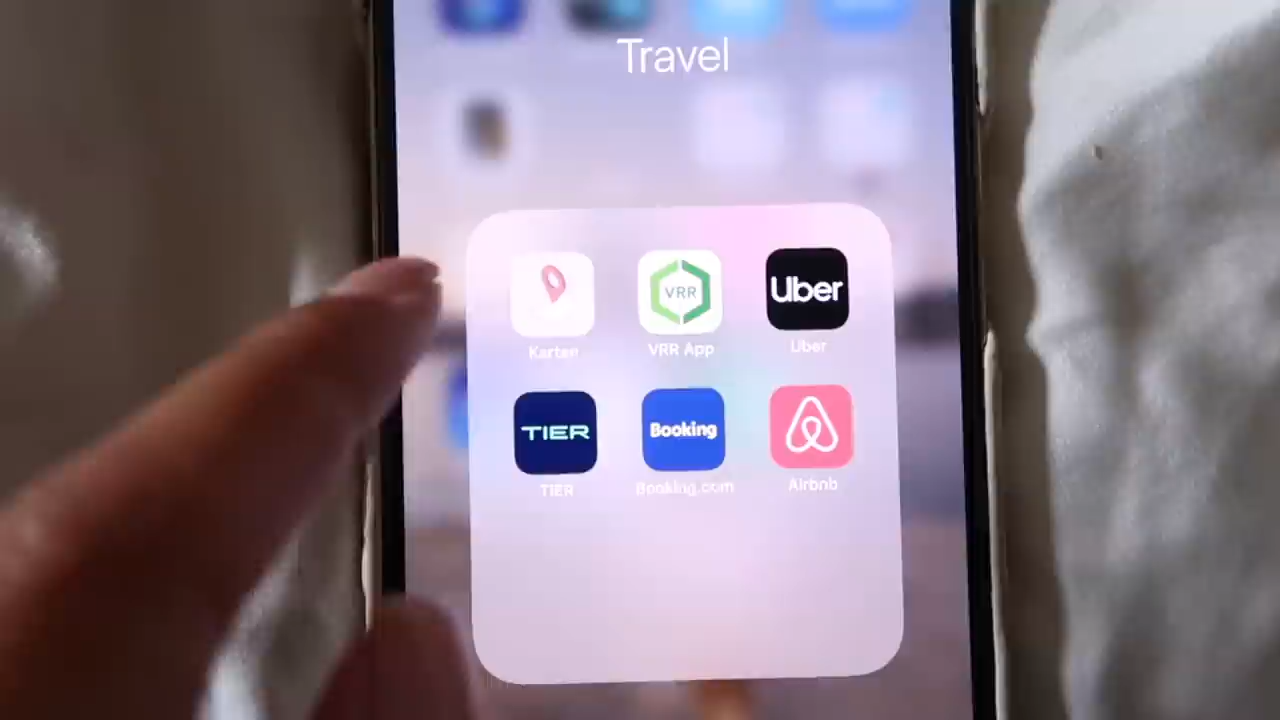 Travel
VRR
Uber
Karten
VRR App
Uber
TIER
Booking
TIER
Booking.com
Airbnb